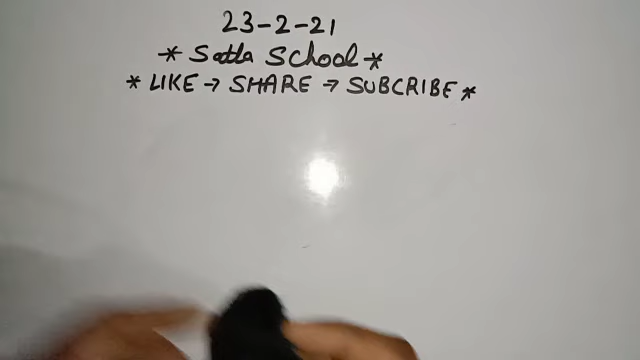 23-2-21
* Satta School *
* LIKE → SHARE → SUBCRIBE *